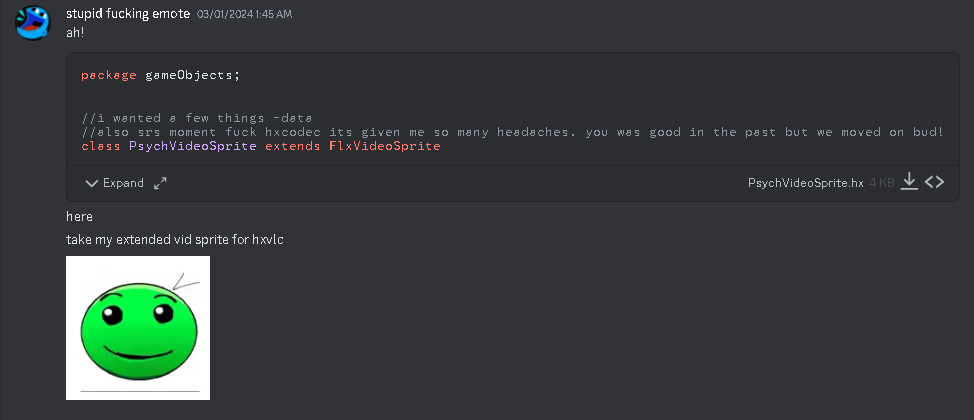 stupid fucking emote 03/01/2024 1:45 AM
ah!
package gameObjects;
//i wanted a few things -data
//also srs moment fuck hxcodec its given me so many headaches. you was good in the past but we moved on bud!
class PsychVideoSprite extends FlxVideoSprite
Expand PsychVideoSprite.hx 4 KB
here
take my extended vid sprite for hxvlc